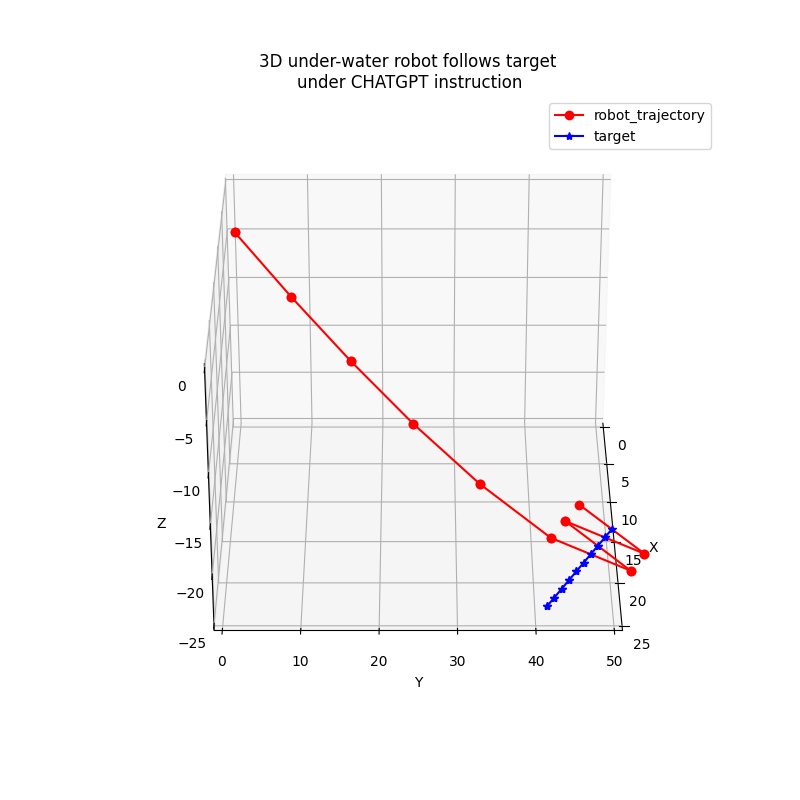 3D under-water robot follows target
under CHATGPT instruction
robot_trajectory
target
0
−5
−10
−15
−20
−25
Z
0
10
20
30
40
50
Y
0
5
10
15
20
25
X